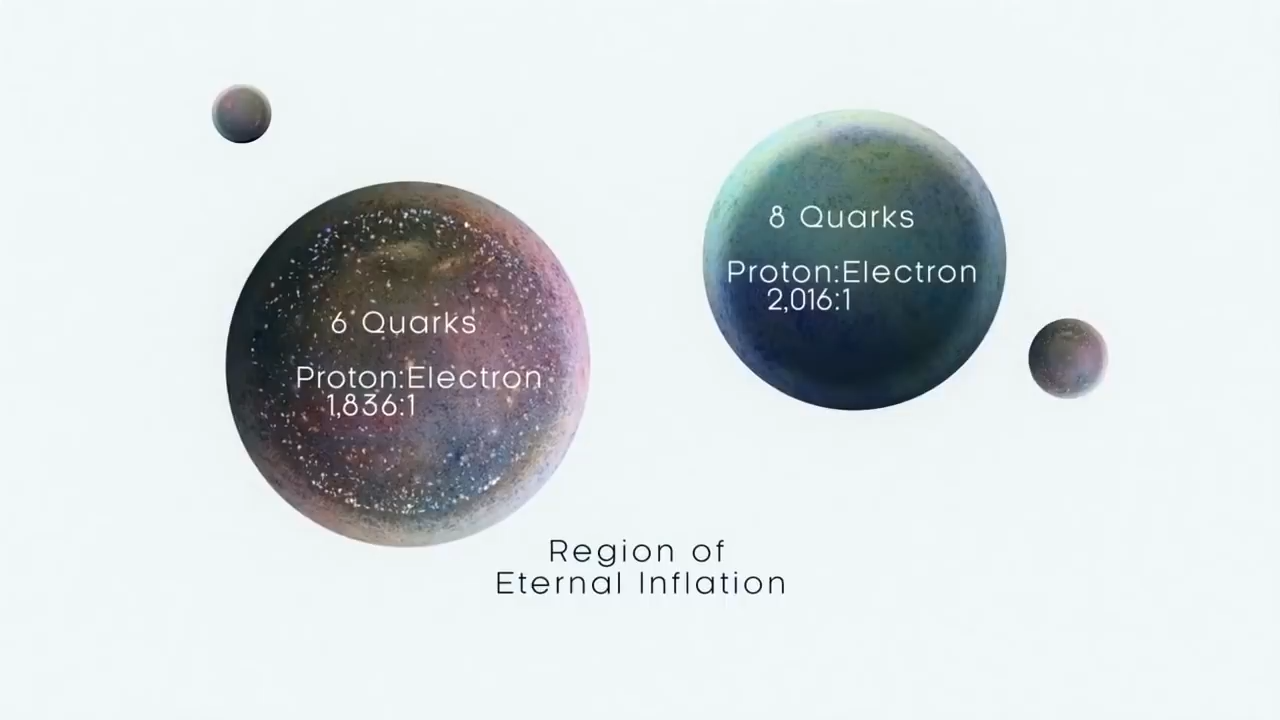 6 Quarks
Proton:Electron
1,836:1
8 Quarks
Proton:Electron
2,016:1
Region of
Eternal Inflation